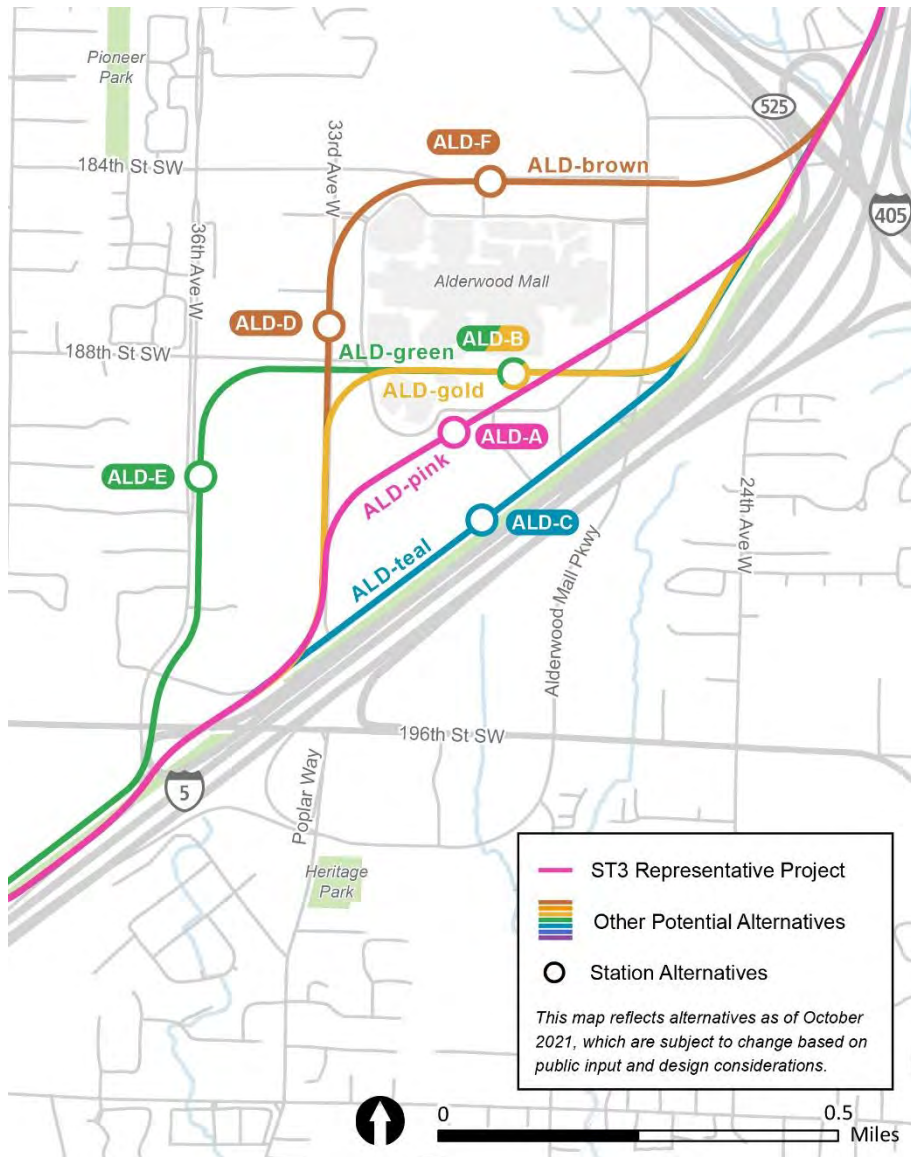 Pioneer
Park
525
33rd Ave W
ALD-F
184th St SW
ALD-brown
405
36th Ave W
Alderwood Mall
ALD-D
ALD-B
188th St SW
ALD-green
ALD-gold
ALD-A
ALD-E
ALD-pink
24th Ave W
ALD-C
ALD-teal
Alderwood Mall Pkwy
196th St SW
5
Poplar Way
Heritage
Park
ST3 Representative Project
Other Potential Alternatives
Station Alternatives
This map reflects alternatives as of October
2021, which are subject to change based on
public input and design considerations.
0
0.5
Miles